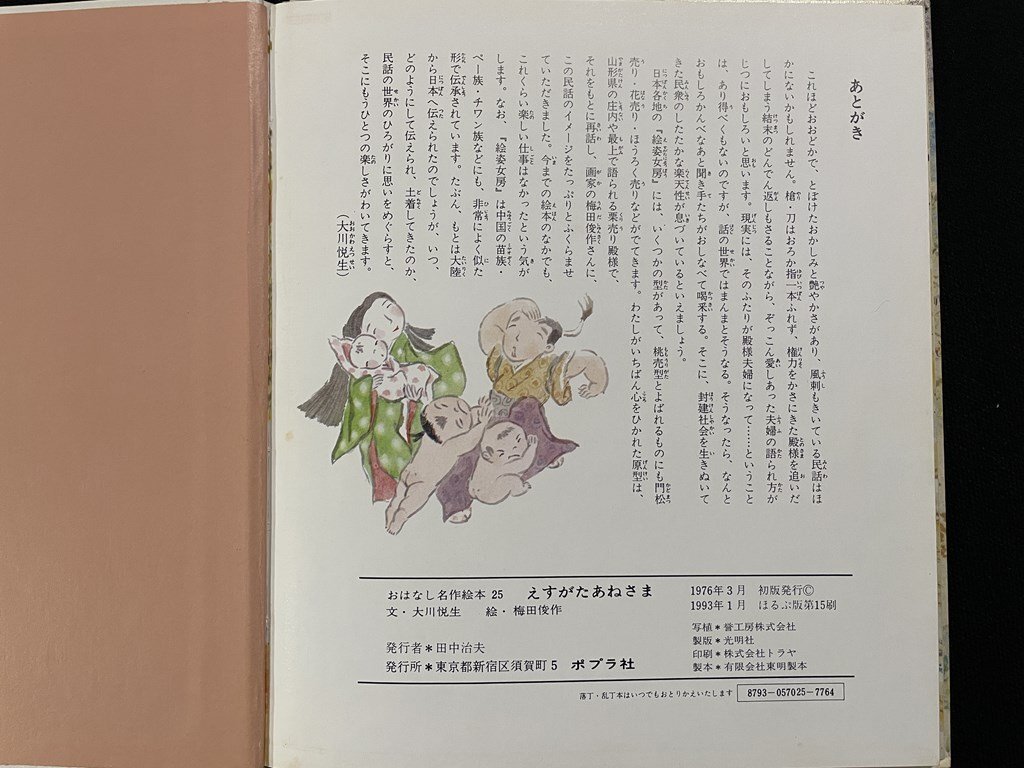 あとがき
これほどおおどかで、とぼけたおかしみと艶やかさがあり、風刺もきいている民話はほ
かにないかもしれません。槍・刀はおろか指一本ふれず、権力をかさにきた殿様を追いだ
してしまう結末のどんでん返しもさることながら、ぞっこん愛しあった夫婦の語られ方が
じつにおもしろいと思います。現実には、そのふたりが殿様夫婦になって……ということ
は、あり得べくもないのですが、話の世界ではまんまとそうなる。そうなったら、なんと
おもしろかんべなあと聞き手たちがおしなべて喝采する。そこに、封建社会を生きぬいて
きた民衆のしたたかな楽天性が息づいているといえましょう。
日本各地の『絵姿女房』には、いくつかの型があって、桃売型とよばれるものにも門松
売り・花売り・ほうろく売りなどがでてきます。わたしがいちばん心をひかれた原型は、
山形県の庄内や最上で語られる栗売り殿様で、
それをもとに再話し、画家の梅田俊作さんに、
この民話のイメージをたっぷりとふくらませ
ていただきました。今までの絵本のなかでも、
これくらい楽しい仕事はなかったという気が
します。なお、『絵姿女房』は中国の苗族・
ペー族・チワン族などにも、非常によく似た
形で伝承されています。たぶん、もとは大陸
から日本へ伝えられたのでしょうが、いつ、
どのようにして伝えられ、土着してきたのか、
民話の世界のひろがりに思いをめぐらすと、
そこにもうひとつの楽しさがわいてきます。
(大川悦生)
おはなし名作絵本 25 えすがたあねさま
文・大川悦生 絵・梅田俊作
発行者*田中治夫
発行所*東京都新宿区須賀町5 ポプラ社
1976年3月 初版発行©
1993年1月 ほるぷ版第15刷
写植*誉工房株式会社
製版*光明社
印刷*株式会社トラヤ
製本*有限会社東明製本
落丁・乱丁本はいつでもおとりかえいたします 8793-057025-7764